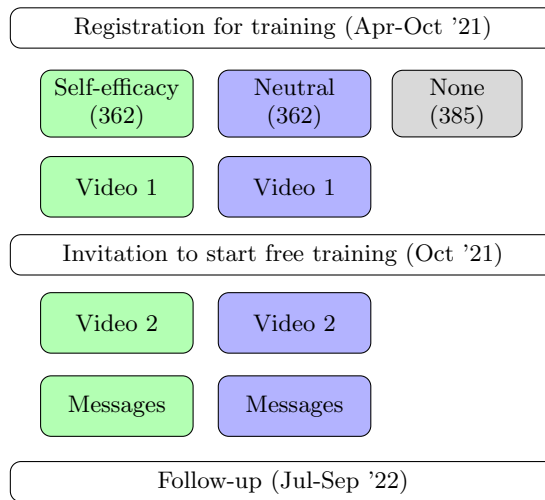 Registration for training (Apr-Oct '21)
Self-efficacy
(362)
Neutral
(362)
None
(385)
Video 1
Video 1
Invitation to start free training (Oct '21)
Video 2
Video 2
Messages
Messages
Follow-up (Jul-Sep '22)